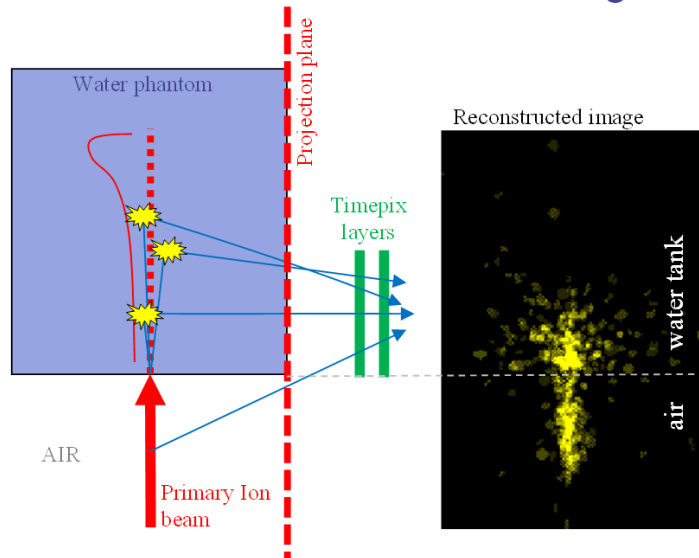 Water phantom
Projection plane
Reconstructed image
Timepix
layers
water tank
air
AIR
Primary Ion
beam